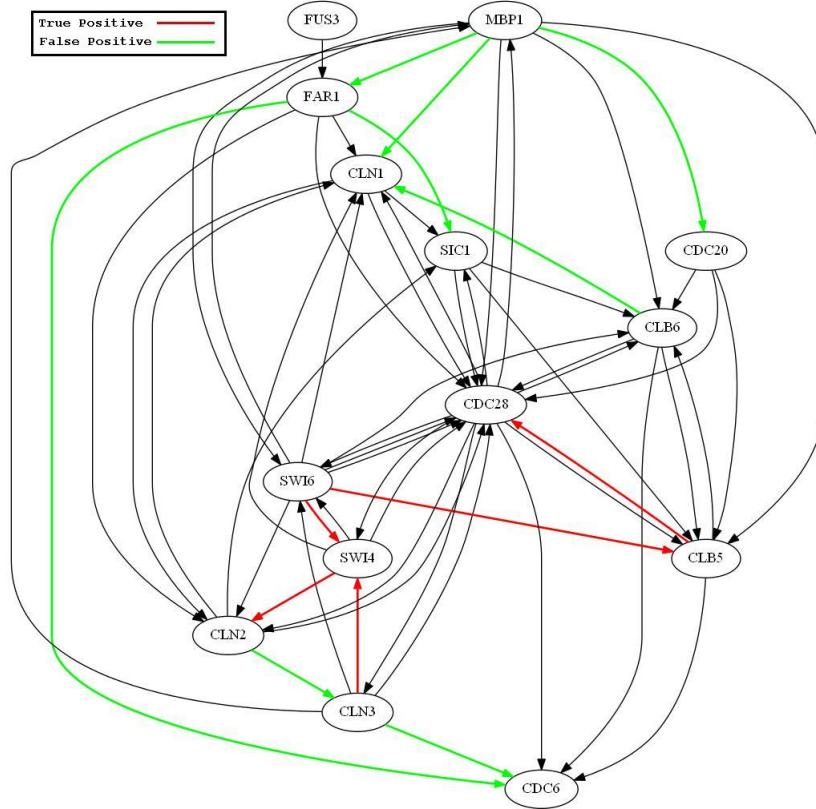 True Positive
False Positive
FUS3
MBP1
FAR1
CLN1
SIC1
CDC20
CLB6
CDC28
SWI6
SWI4
CLB5
CLN2
CLN3
CDC6